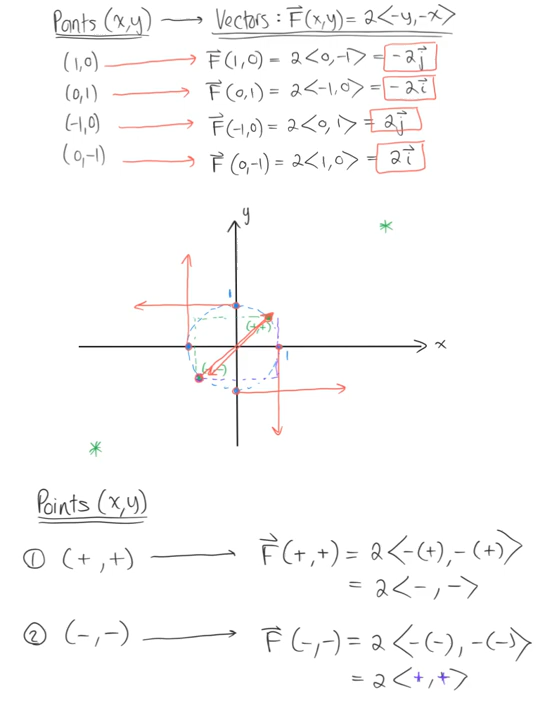 Points (x,y) → Vectors : F⃗(x,y) = 2<-y,-x>
(1,0) → F⃗(1,0) = 2<0,-1> = -2j⃗
(0,1) → F⃗(0,1) = 2<-1,0> = -2i⃗
(-1,0) → F⃗(-1,0) = 2<0,1> = 2j⃗
(0,-1) → F⃗(0,-1) = 2<1,0> = 2i⃗
y
*
1
(+,+)
x
1
(-,-)
*
Points (x,y)
① (+,+) → F⃗(+,+) = 2<-(+),-(+)>
= 2<-,->
② (-,-) → F⃗(-,-) = 2<-(-),-(-)>
= 2<+,+>